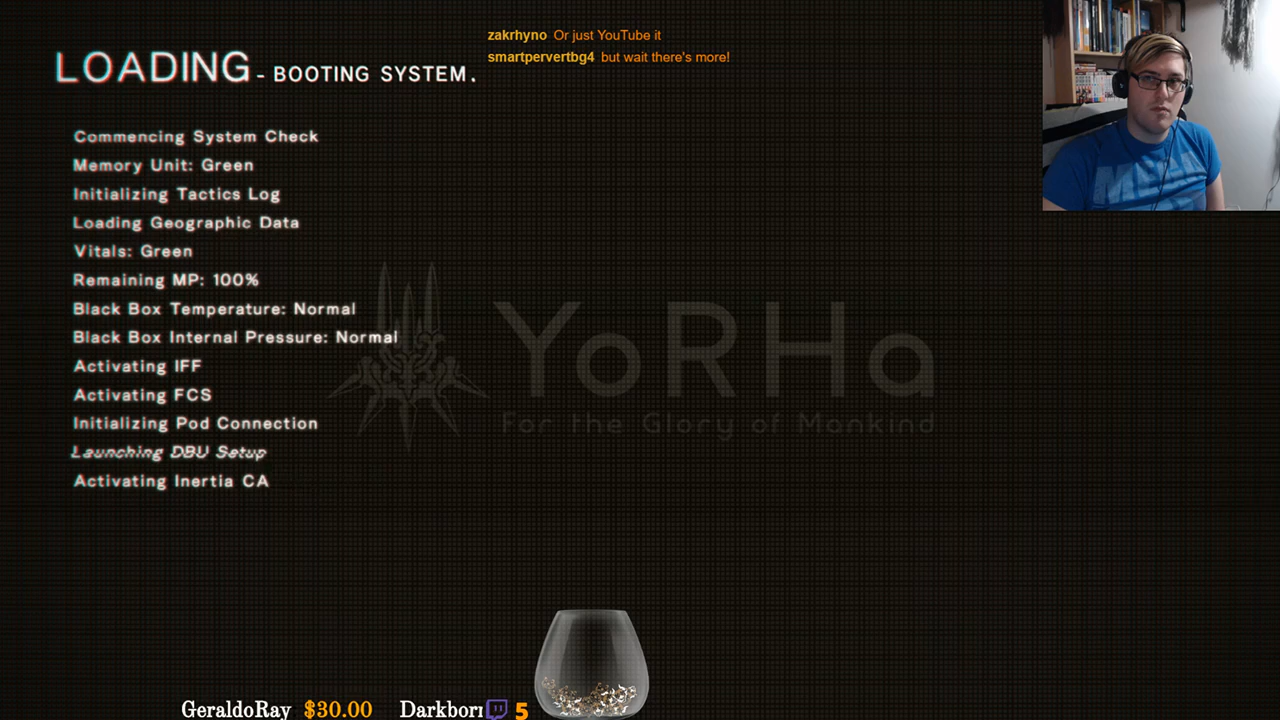 zakrhyno Or just YouTube it
smartpervertbg4 but wait there's more!
LOADING - BOOTING SYSTEM.
Commencing System Check
Memory Unit: Green
Initializing Tactics Log
Loading Geographic Data
Vitals: Green
Remaining MP: 100%
Black Box Temperature: Normal
Black Box Internal Pressure: Normal
Activating IFF
Activating FCS
Initializing Pod Connection
Launching DBU Setup
Activating Inertia CA
YoRHa
For the Glory of Mankind
GeraldoRay $30.00 5